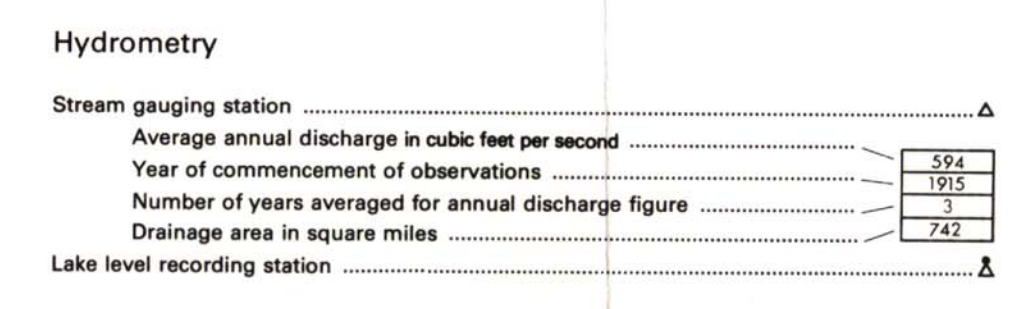 Hydrometry
Stream gauging station
Average annual discharge in cubic feet per second
594
Year of commencement of observations
1915
Number of years averaged for annual discharge figure
3
Drainage area in square miles
742
Lake level recording station